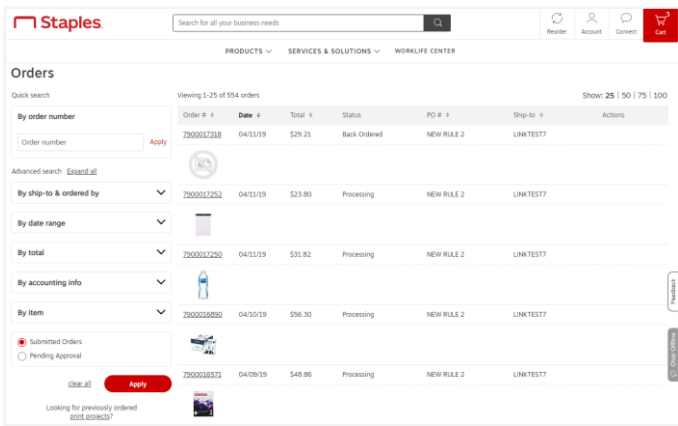 Staples
Search for all your business needs
Reorder
Account
Connect
3
Cart
PRODUCTS
SERVICES & SOLUTIONS
WORKLIFE CENTER
Orders
Quick search
Viewing 1-25 of 554 orders
Show: 25 | 50 | 75 | 100
By order number
Order number
Apply
Advanced search Expand all
By ship-to & ordered by
By date range
By total
By accounting info
By item
Submitted Orders
Pending Approval
clear all
Apply
Looking for previously ordered
print projects?
Order # Date Total Status PO # Ship-to Actions
7900017318 04/11/19 $29.21 Back Ordered NEW RULE 2 LINKTEST7
7900017252 04/11/19 $23.80 Processing NEW RULE 2 LINKTEST7
7900017250 04/11/19 $31.82 Processing NEW RULE 2 LINKTEST7
7900016890 04/10/19 $56.30 Processing NEW RULE 2 LINKTEST7
7900016571 04/09/19 $48.86 Processing NEW RULE 2 LINKTEST7
Feedback
Chat Offline